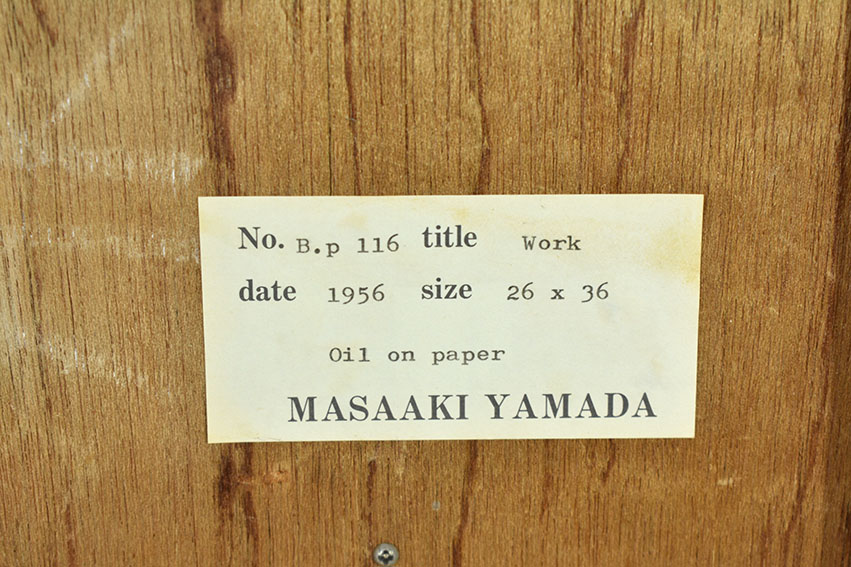 No. B.p 116 title Work
date 1956 size 26 x 36
Oil on paper
MASAAKI YAMADA